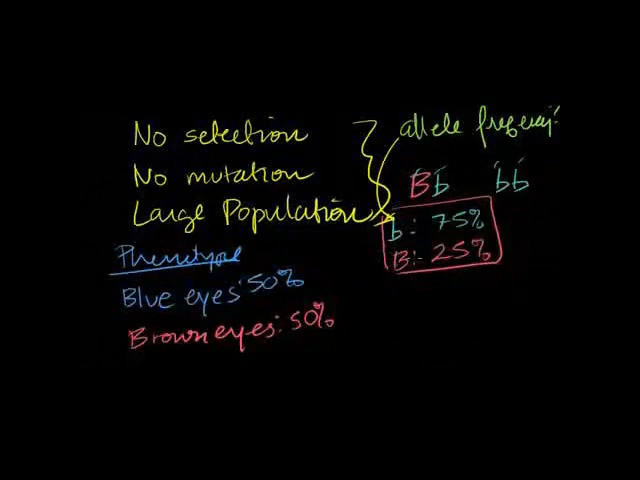 No selection
No mutation
Large Population
allele frequency:
Bb bb
b: 75%
B: 25%
Phenotype
Blue eyes: 50%
Brown eyes: 50%